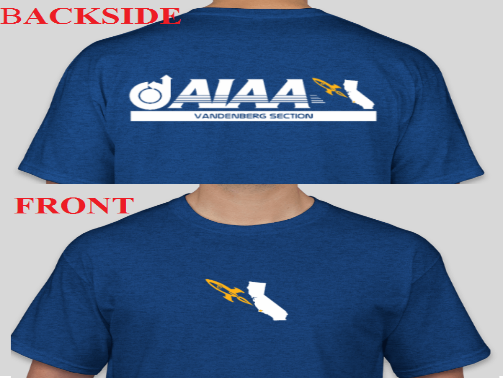 BACKSIDE
AIAA
VANDENBERG SECTION
FRONT